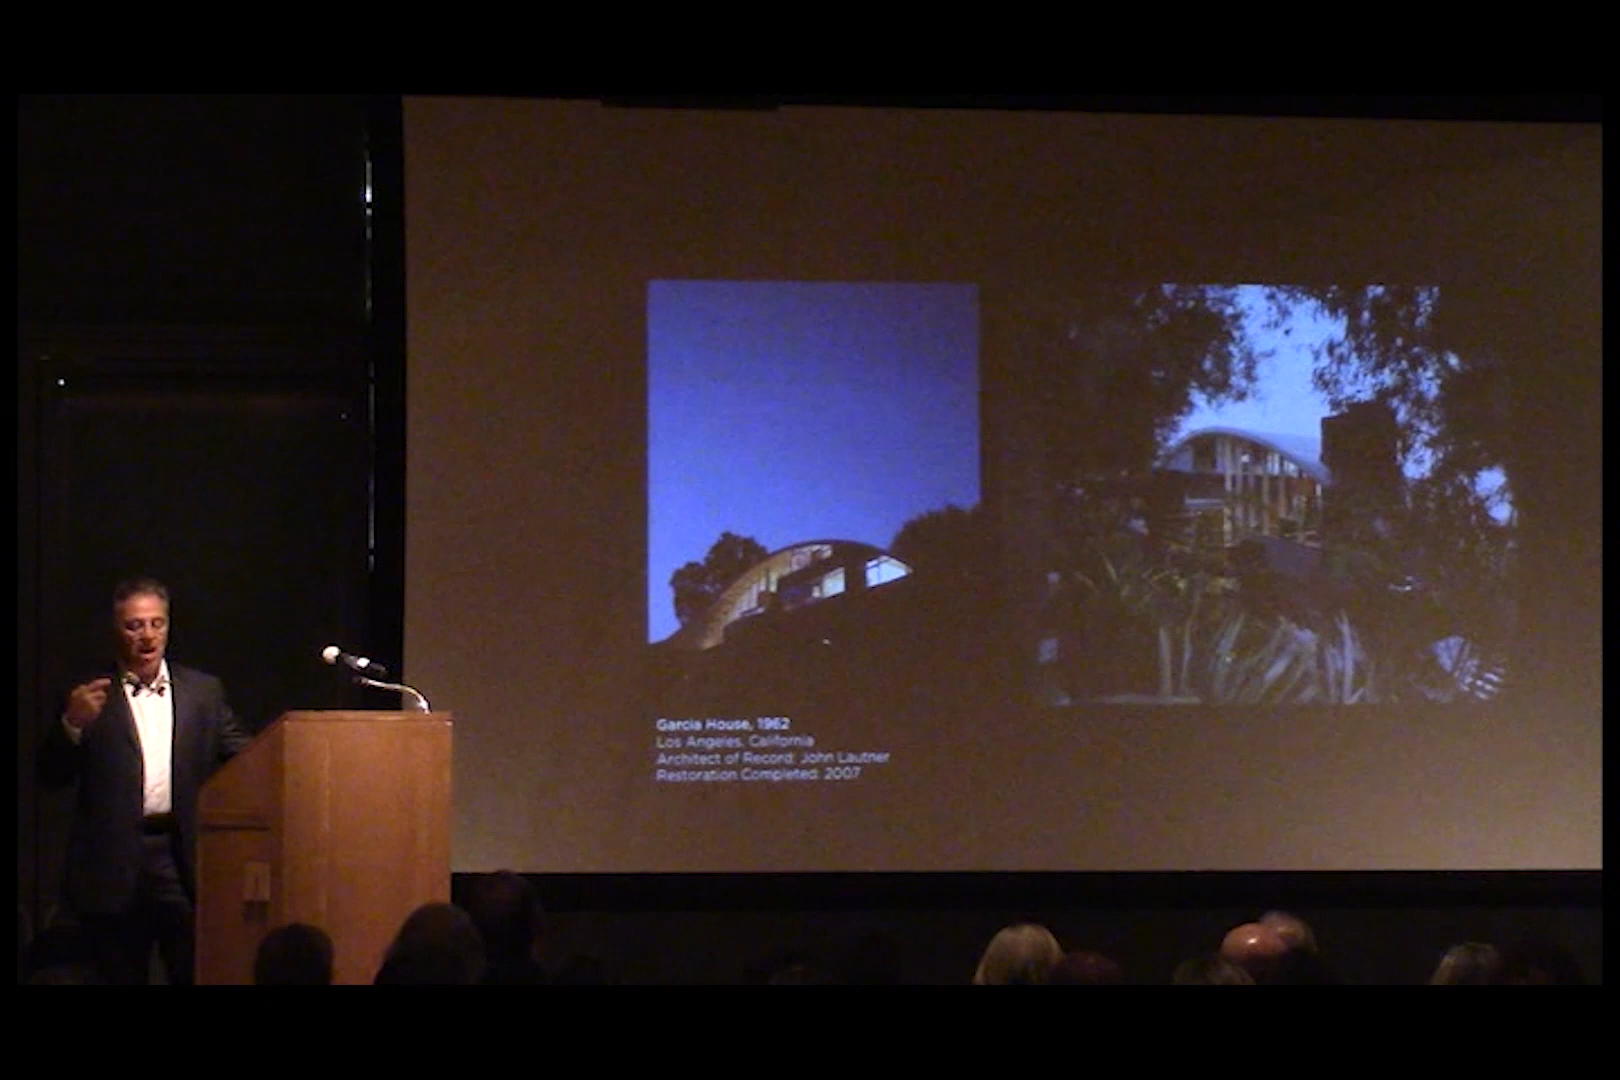 Garcia House, 1962
Los Angeles, California
Architect of Record: John Lautner
Restoration Completed: 2007